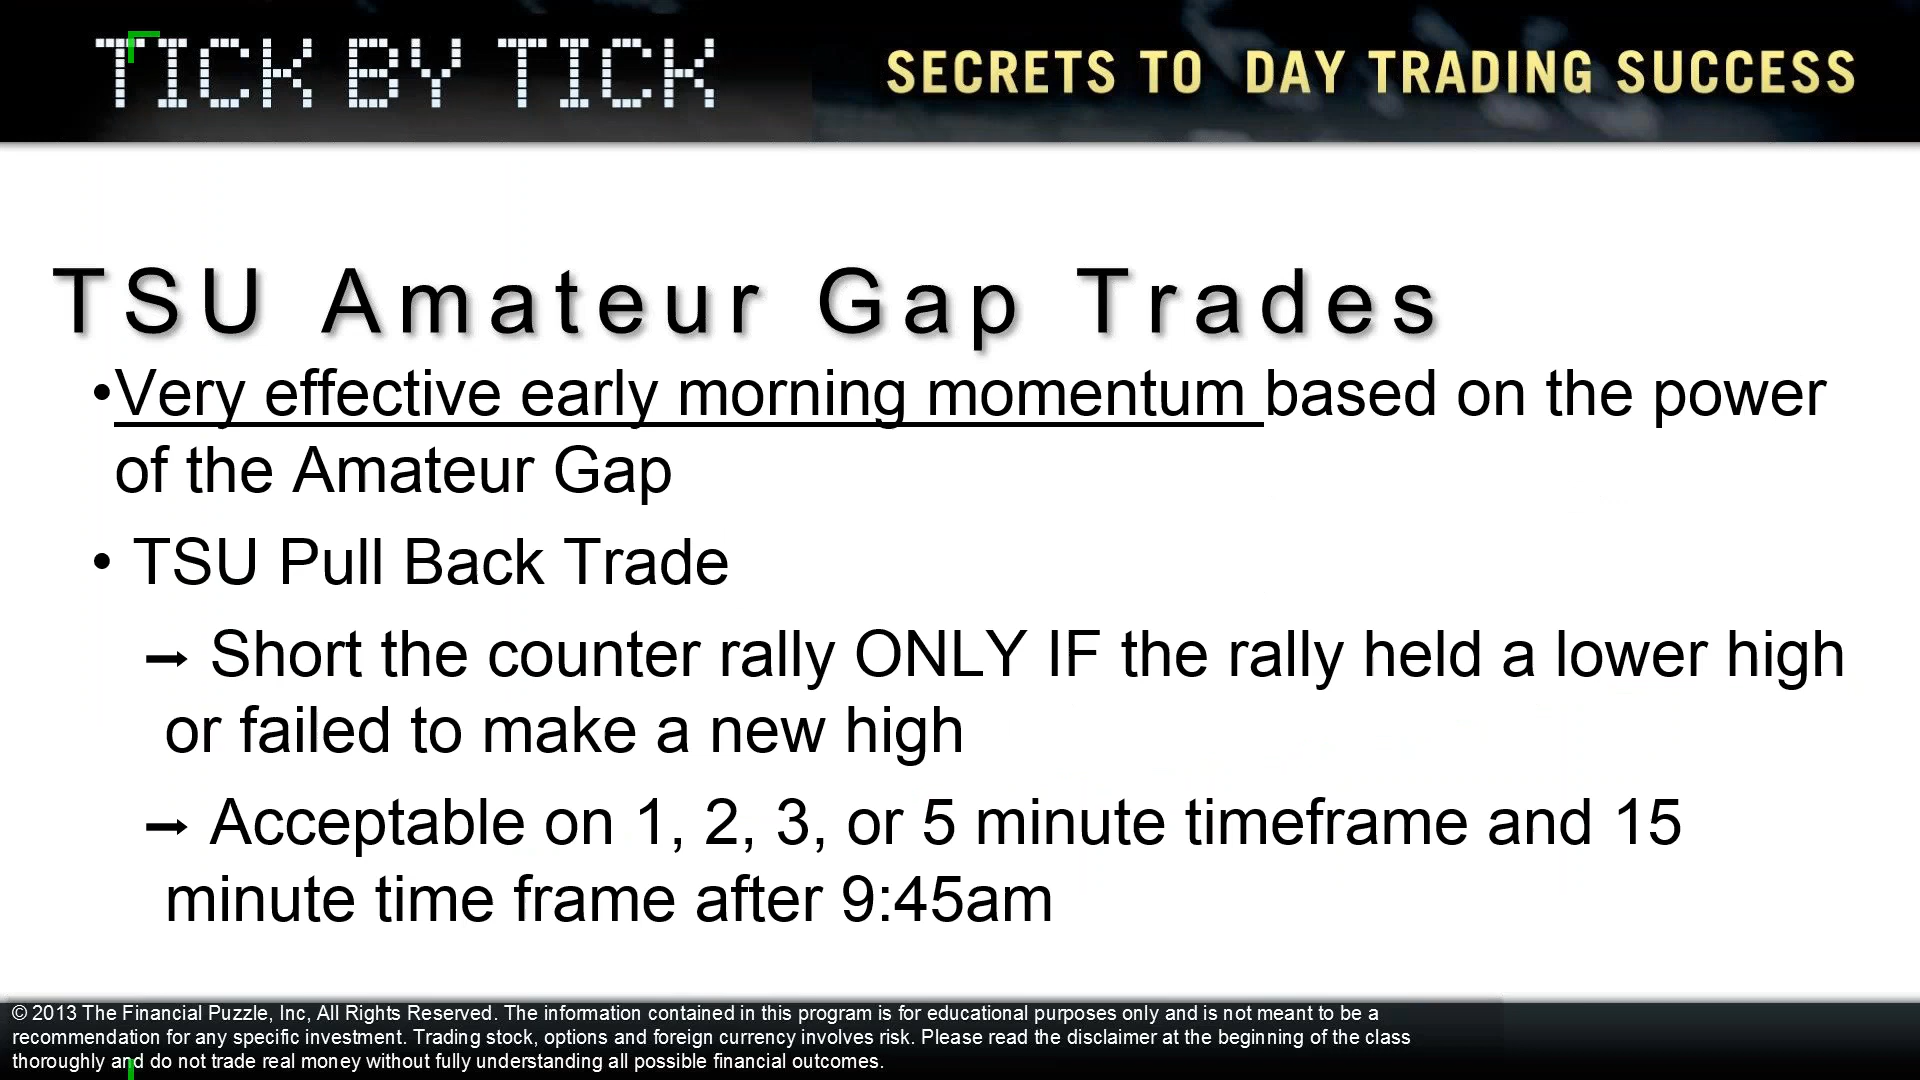 TICK BY TICK
SECRETS TO DAY TRADING SUCCESS
TSU Amateur Gap Trades
•Very effective early morning momentum based on the power
of the Amateur Gap
• TSU Pull Back Trade
→ Short the counter rally ONLY IF the rally held a lower high
or failed to make a new high
→ Acceptable on 1, 2, 3, or 5 minute timeframe and 15
minute time frame after 9:45am
© 2013 The Financial Puzzle, Inc, All Rights Reserved. The information contained in this program is for educational purposes only and is not meant to be a
recommendation for any specific investment. Trading stock, options and foreign currency involves risk. Please read the disclaimer at the beginning of the class
thoroughly and do not trade real money without fully understanding all possible financial outcomes.